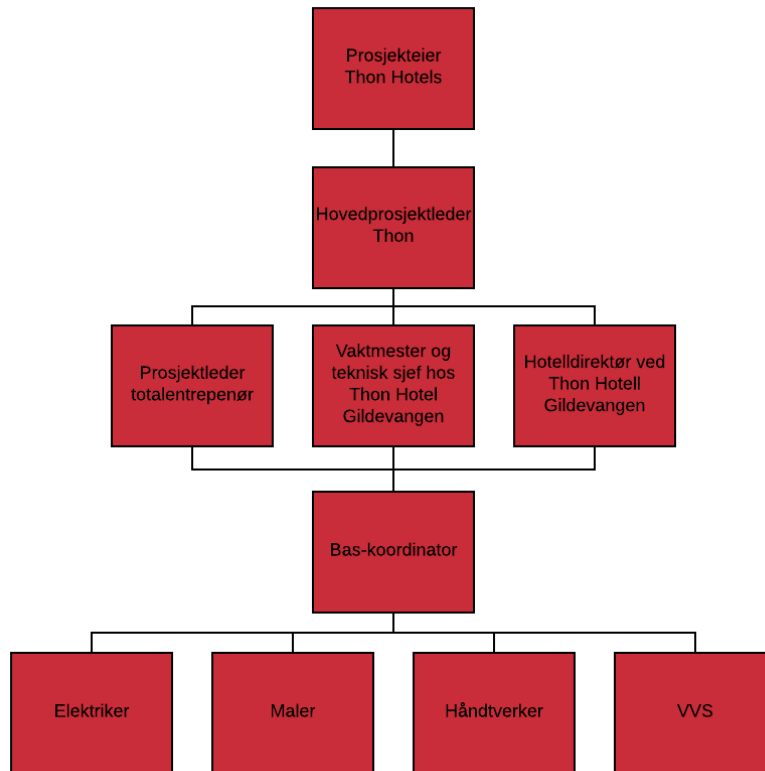 Prosjekteier
Thon Hotels
Hovedprosjektleder
Thon
Prosjektleder
totalentrepenør
Vaktmester og
teknisk sjef hos
Thon Hotel
Gildevangen
Hotelldirektør ved
Thon Hotell
Gildevangen
Bas-koordinator
Elektriker
Maler
Håndtverker
VVS